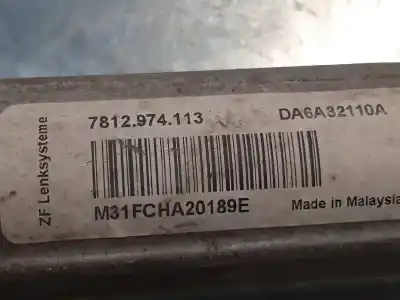 ZF Lenksysteme
7812.974.113 DA6A32110A
M31FCHA20189E Made in Malaysia